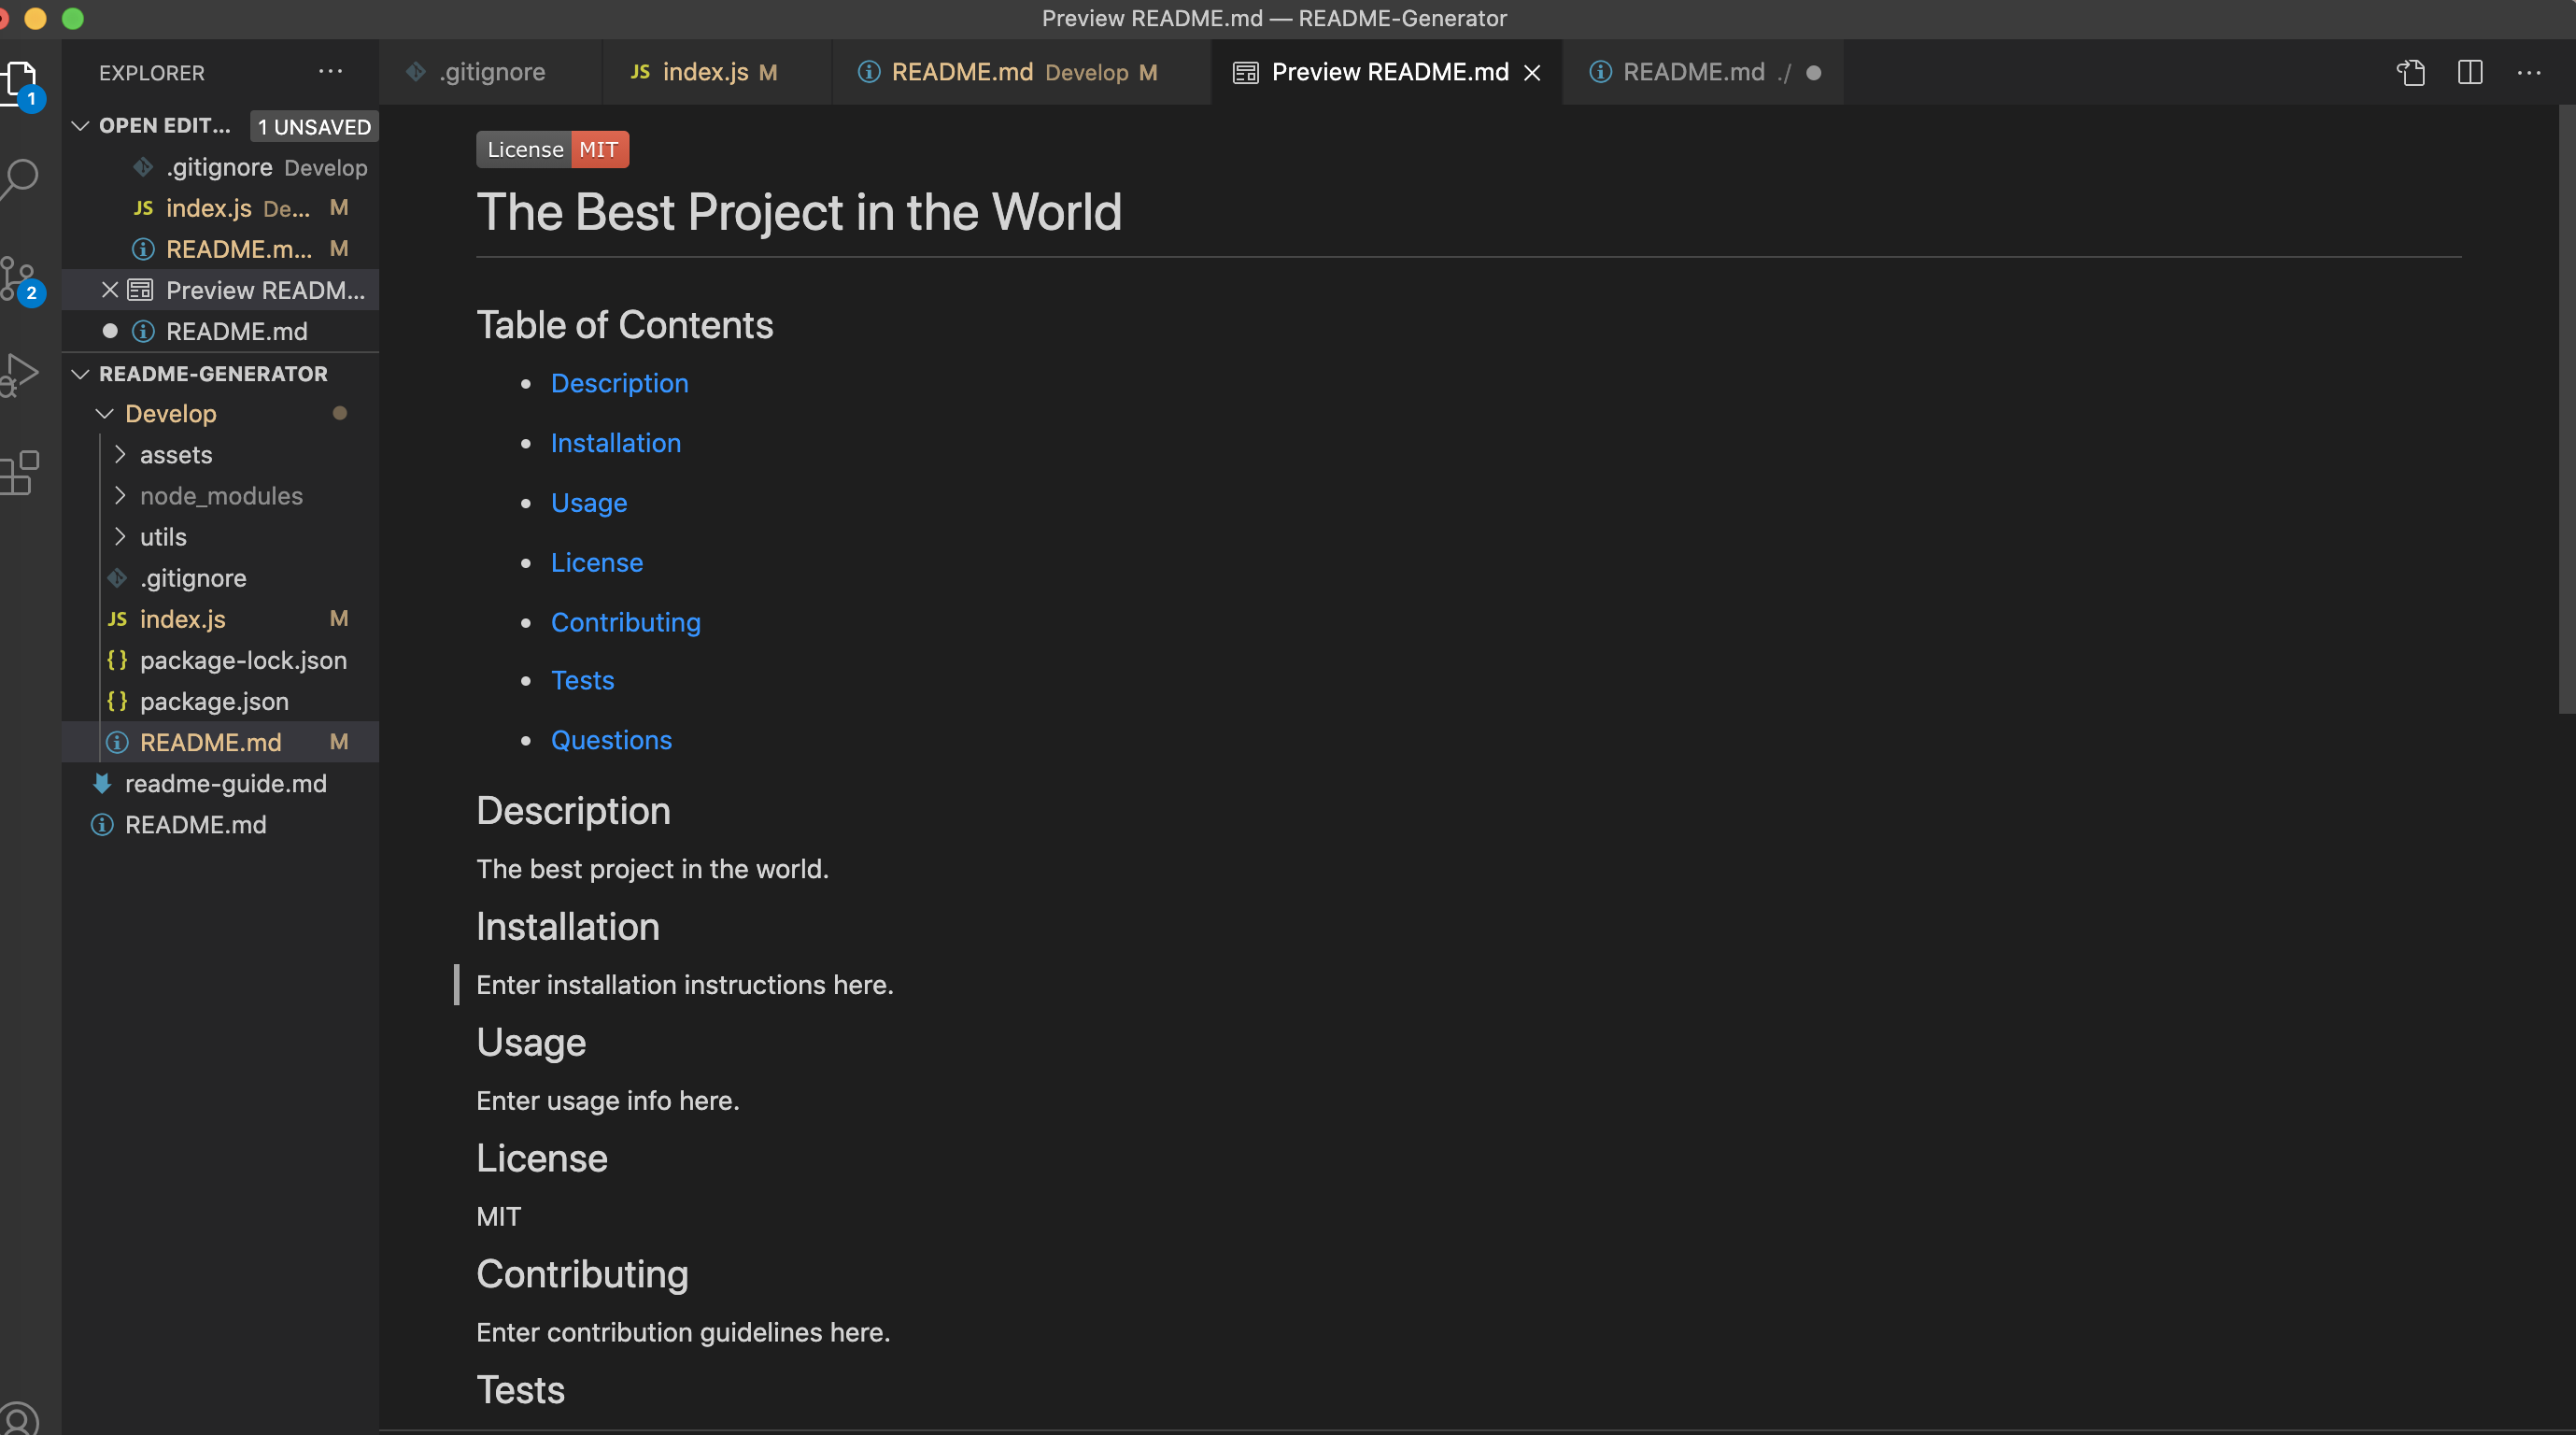 Preview README.md — README-Generator
EXPLORER ···
.gitignore
JS index.js M
README.md Develop M
Preview README.md
README.md ./
1
OPEN EDIT... 1 UNSAVED
.gitignore Develop
JS index.js De... M
README.m... M
Preview READM...
README.md
2
README-GENERATOR
Develop
assets
node_modules
utils
.gitignore
JS index.js M
{} package-lock.json
{} package.json
README.md M
readme-guide.md
README.md
License MIT
The Best Project in the World
Table of Contents
• Description
• Installation
• Usage
• License
• Contributing
• Tests
• Questions
Description
The best project in the world.
Installation
Enter installation instructions here.
Usage
Enter usage info here.
License
MIT
Contributing
Enter contribution guidelines here.
Tests